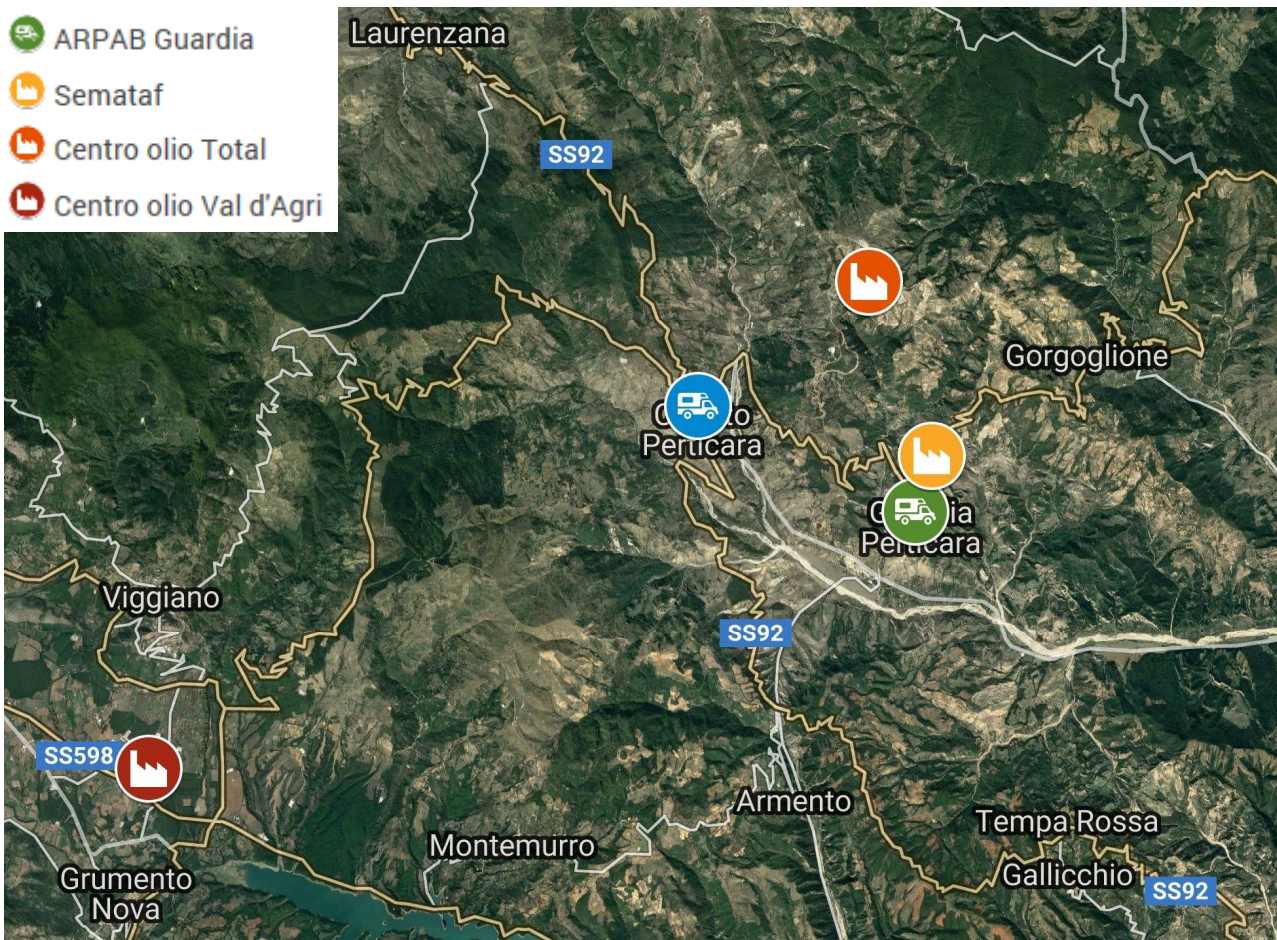 ARPAB Guardia
Semataf
Centro olio Total
Centro olio Val d'Agri
Laurenzana
SS92
Gorgoglione
Perticara
Perticara
Viggiano
SS92
SS598
Armento
Tempa Rossa
Montemurro
Gallicchio
SS92
Grumento
Nova